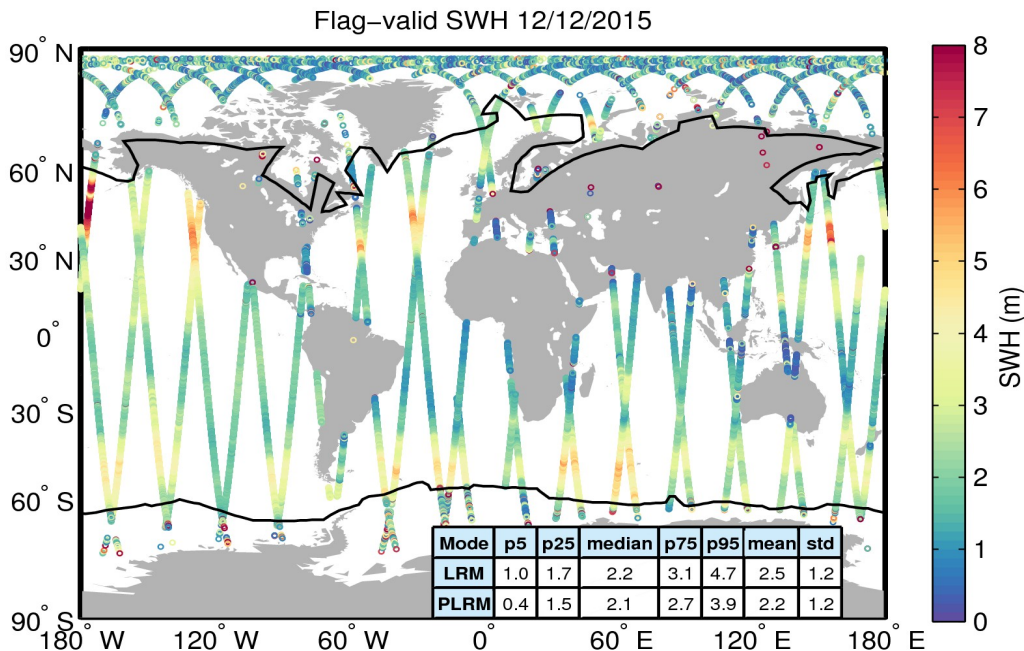 Flag−valid SWH 12/12/2015
90° N
60° N
30° N
0°
30° S
60° S
90° S
180° W
120° W
60° W
0°
60° E
120° E
180° E
8
7
6
5
4
3
2
1
0
SWH (m)
Mode p5 p25 median p75 p95 mean std
LRM 1.0 1.7 2.2 3.1 4.7 2.5 1.2
PLRM 0.4 1.5 2.1 2.7 3.9 2.2 1.2